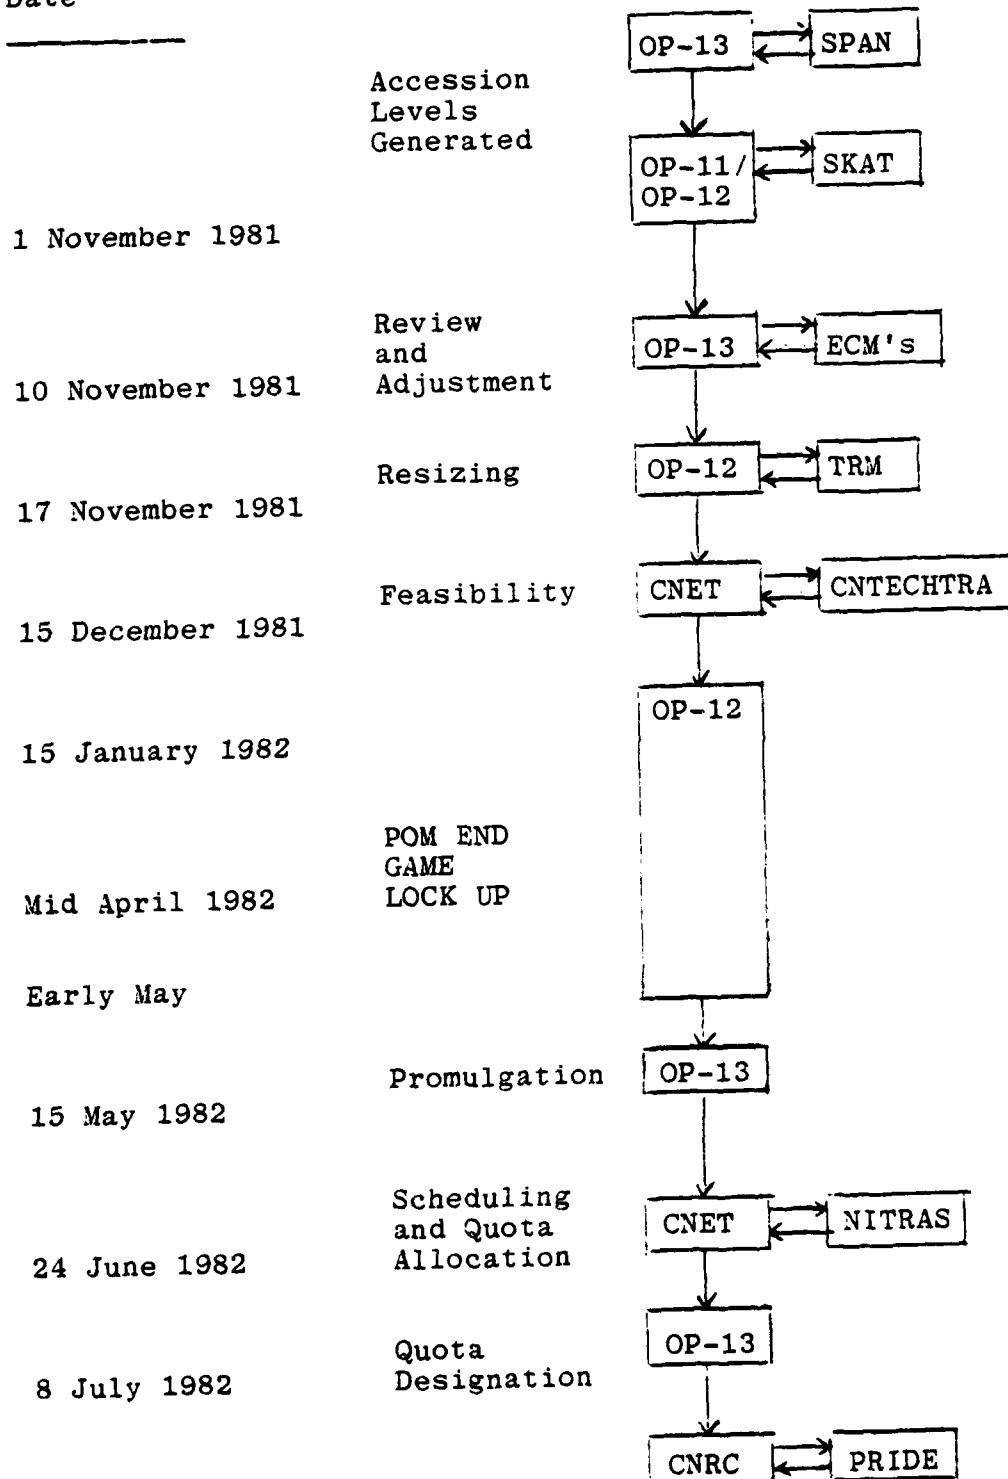 Date
OP-13 SPAN
Accession
Levels
Generated
OP-11/
OP-12
SKAT
1 November 1981
Review
and
Adjustment
OP-13 ECM's
10 November 1981
Resizing
OP-12 TRM
17 November 1981
Feasibility
CNET CNTECHTRA
15 December 1981
OP-12
15 January 1982
POM END
GAME
LOCK UP
Mid April 1982
Early May
Promulgation
OP-13
15 May 1982
Scheduling
and Quota
Allocation
CNET NITRAS
24 June 1982
OP-13
Quota
Designation
8 July 1982
CNRC PRIDE